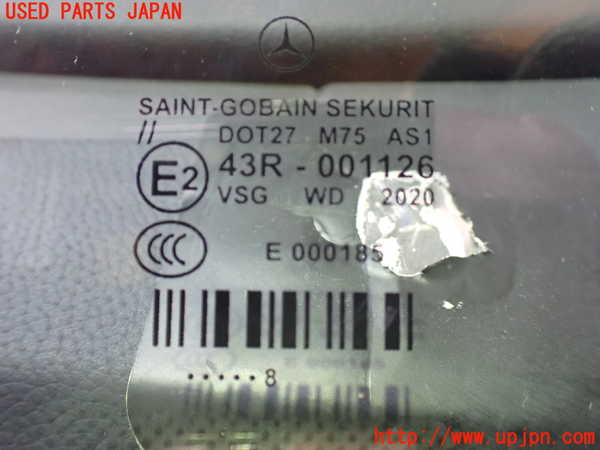 USED PARTS JAPAN
SAINT-GOBAIN SEKURIT
// DOT27 M75 AS1
E2 43R - 001126
VSG WD 2020
CCC E 000185
.....8
http://www.upjpn.com/